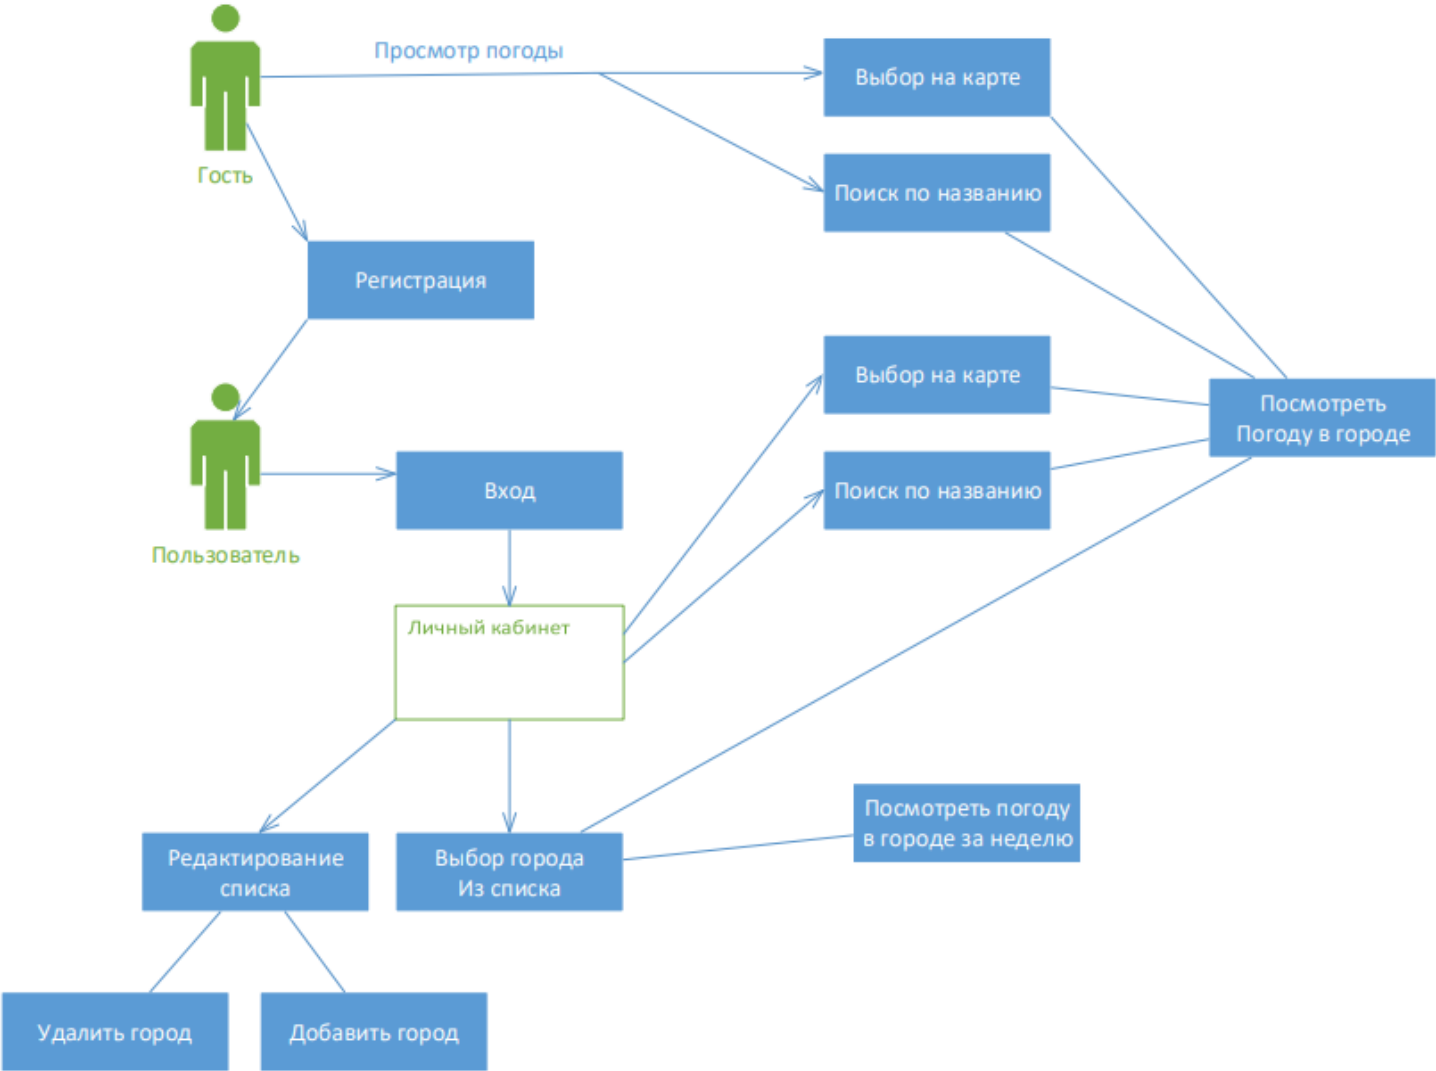 Просмотр погоды
Выбор на карте
Гость
Поиск по названию
Регистрация
Выбор на карте
Посмотреть
Погоду в городе
Вход
Поиск по названию
Пользователь
Личный кабинет
Посмотреть погоду
в городе за неделю
Редактирование
списка
Выбор города
Из списка
Удалить город
Добавить город